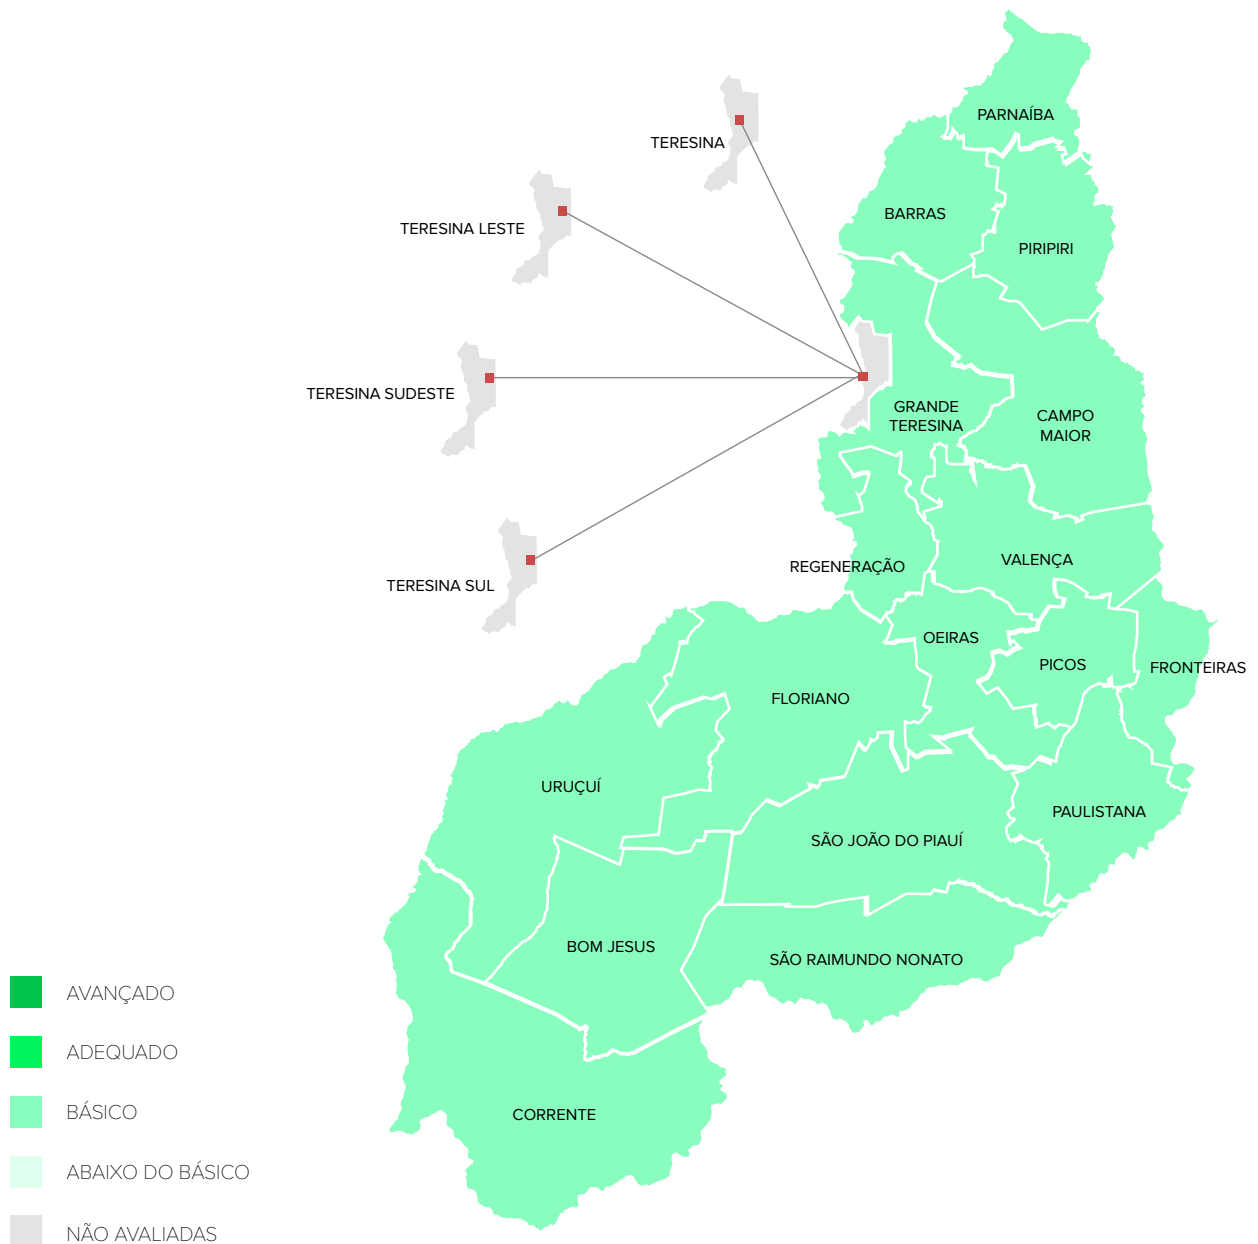 PARNAÍBA
TERESINA
BARRAS
TERESINA LESTE
PIRIPIRI
TERESINA SUDESTE
GRANDE
TERESINA
CAMPO
MAIOR
REGENERAÇÃO
VALENÇA
TERESINA SUL
OEIRAS
PICOS
FRONTEIRAS
FLORIANO
URUÇUÍ
PAULISTANA
SÃO JOÃO DO PIAUÍ
BOM JESUS
SÃO RAIMUNDO NONATO
CORRENTE
AVANÇADO
ADEQUADO
BÁSICO
ABAIXO DO BÁSICO
NÃO AVALIADAS